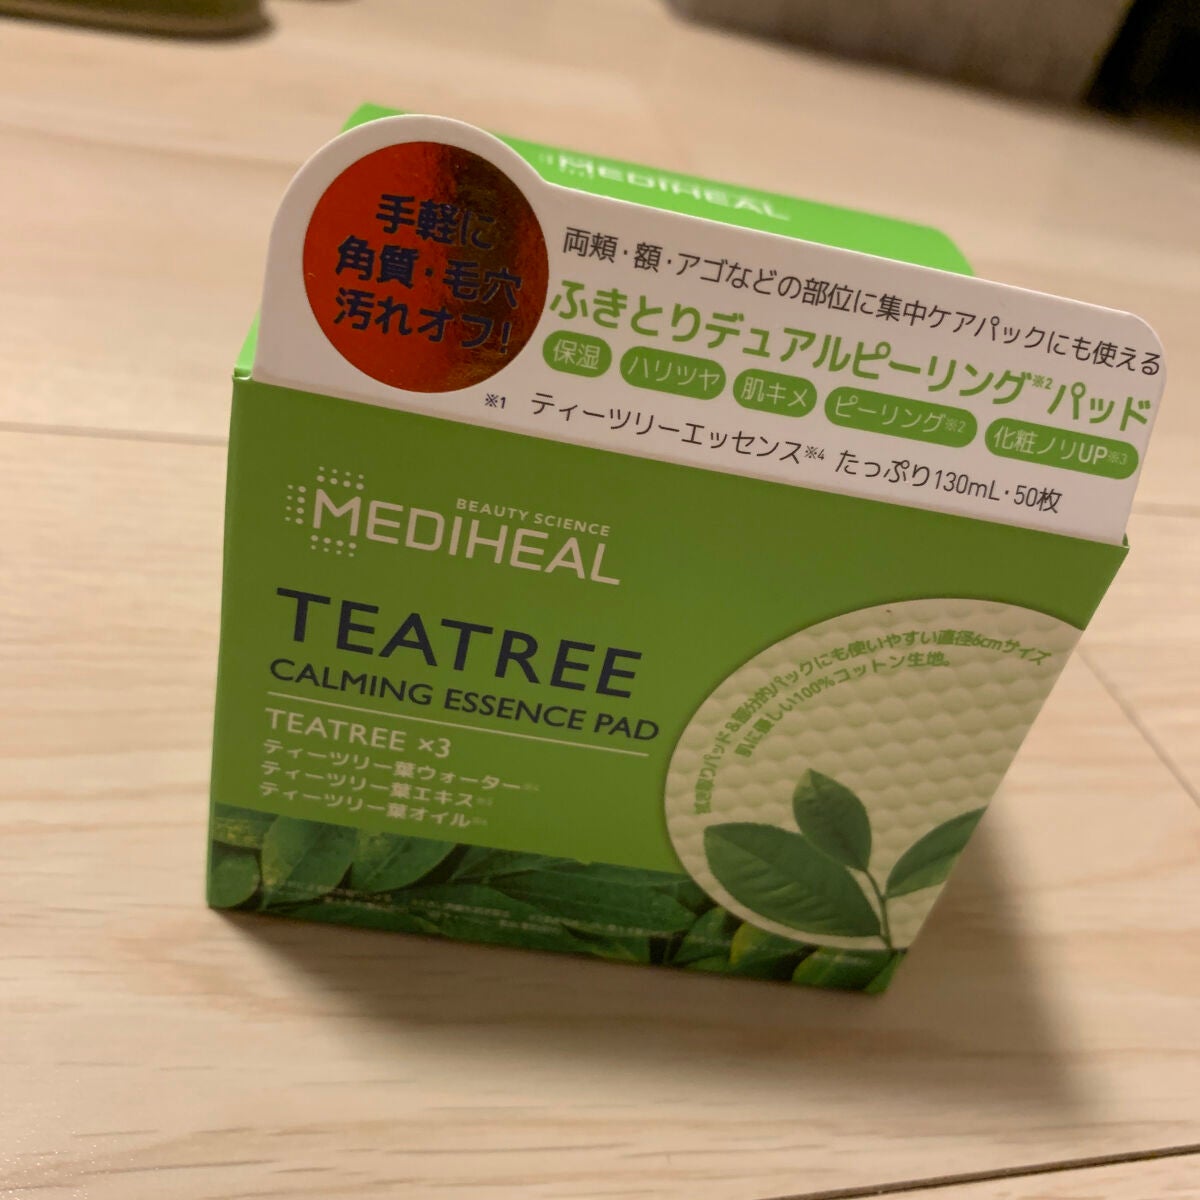 MEDIHEAL
手軽に
角質・毛穴
汚れオフ!
両頬・額・アゴなどの部位に集中ケアパックにも使える
ふきとりデュアルピーリング※2パッド
保湿 ハリツヤ 肌キメ ピーリング※2 化粧ノリUP※3
※1 ティーツリーエッセンス※4 たっぷり130mL・50枚
BEAUTY SCIENCE
MEDIHEAL
TEATREE
CALMING ESSENCE PAD
TEATREE ×3
ティーツリー葉ウォーター※4
ティーツリー葉エキス
ティーツリー葉オイル※4
拭き取りパッド&部分的パックにも使いやすい直径6cmサイズ
肌に優しい100%コットン生地。